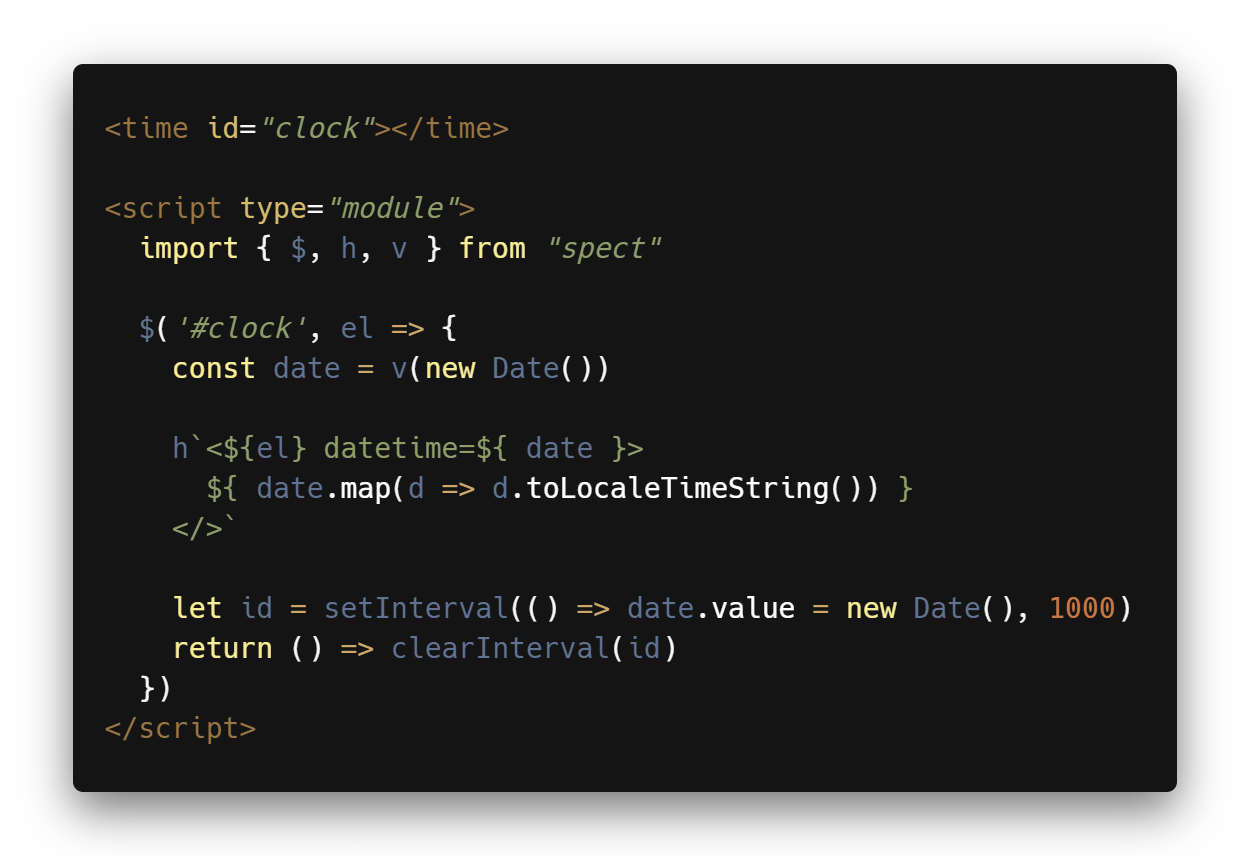 <time id="clock"></time>
<script type="module">
import { $, h, v } from "spect"
$('#clock', el => {
const date = v(new Date())
h`<${el} datetime=${ date }>
${ date.map(d => d.toLocaleTimeString()) }
</>`
let id = setInterval(() => date.value = new Date(), 1000)
return () => clearInterval(id)
})
</script>